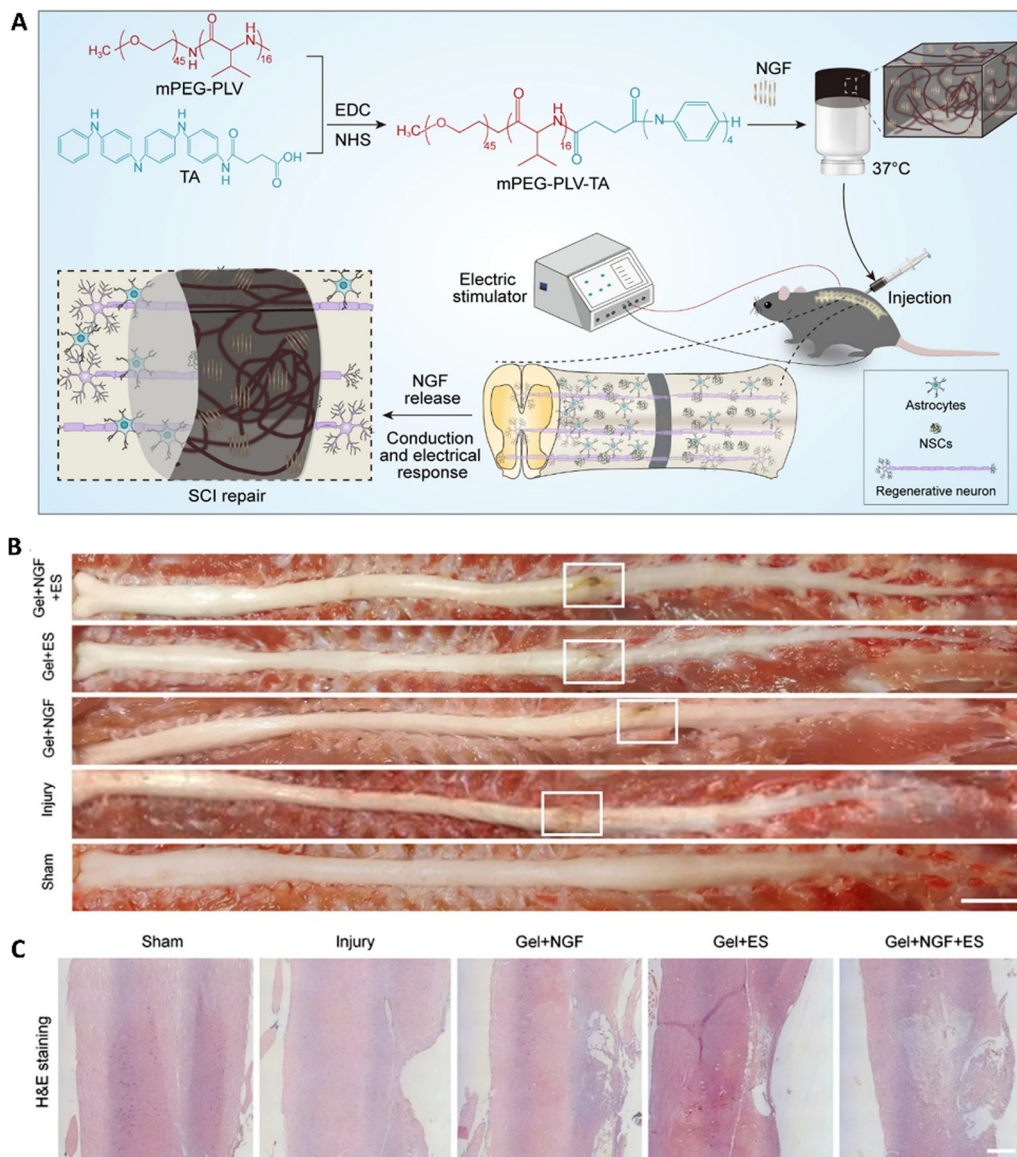 A
H₃C
O
45
N
H
O
H
N
16
mPEG-PLV
H
N
H
N
N
N
H
O
O
OH
TA
EDC
NHS
H₃C
O
45
O
H
N
16
O
O
N
H
4
mPEG-PLV-TA
NGF
37°C
Electric
stimulator
Injection
NGF
release
Conduction
and electrical
response
SCI repair
Astrocytes
NSCs
Regenerative neuron
B
Gel+NGF
+ES
Gel+ES
Gel+NGF
Injury
Sham
C
Sham Injury Gel+NGF Gel+ES Gel+NGF+ES
H&E staining